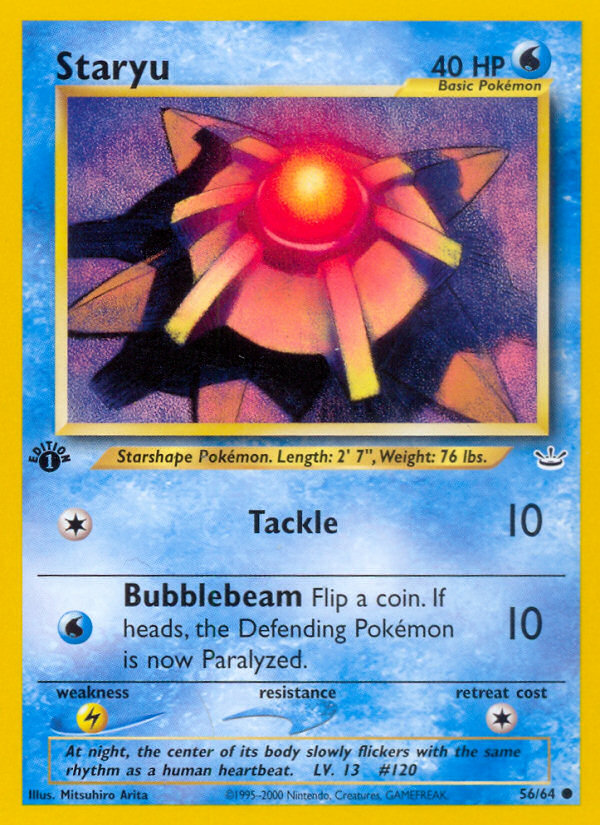 Staryu
40 HP
Basic Pokémon
EDITION
1
Starshape Pokémon. Length: 2' 7", Weight: 76 lbs.
Tackle 10
Bubblebeam Flip a coin. If
heads, the Defending Pokémon
is now Paralyzed.
10
weakness resistance retreat cost
At night, the center of its body slowly flickers with the same
rhythm as a human heartbeat. LV. 13 #120
Illus. Mitsuhiro Arita ©1995-2000 Nintendo, Creatures, GAMEFREAK. 56/64